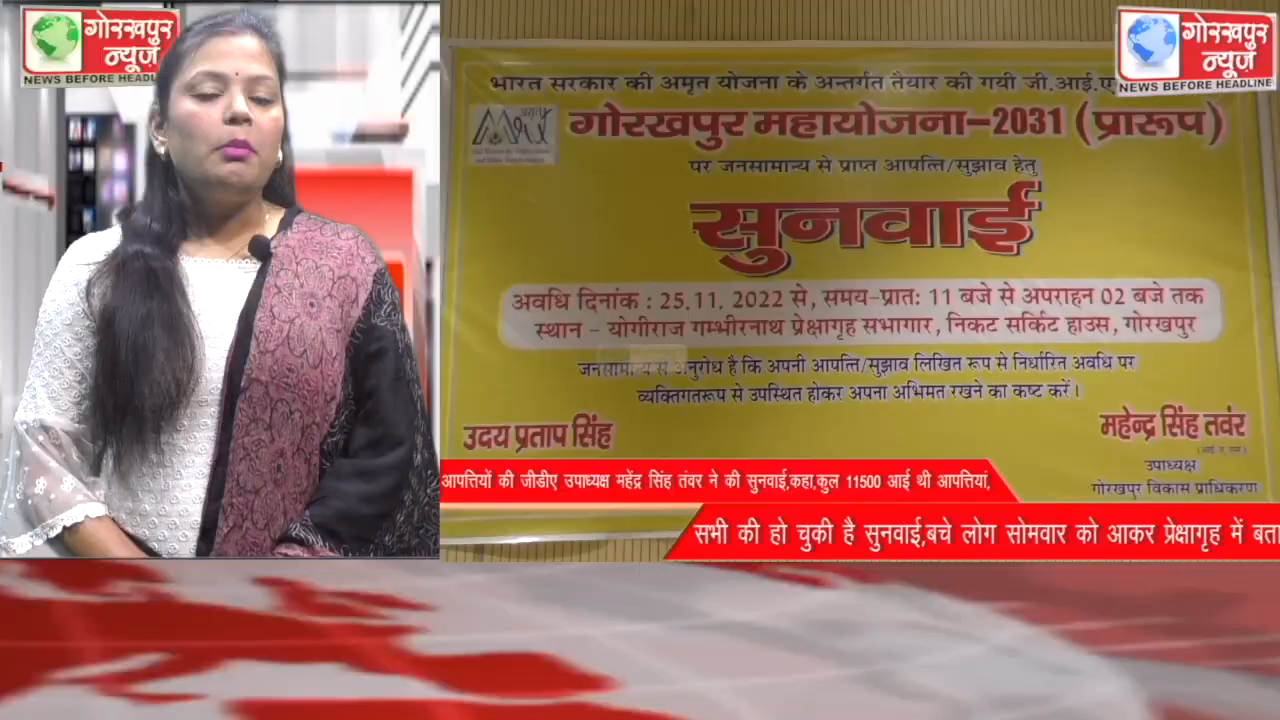 गोरखपुर
न्यूज़
NEWS BEFORE HEADLINE
गोरखपुर
न्यूज़
NEWS BEFORE HEADLINE
भारत सरकार की अमृत योजना के अन्तर्गत तैयार की गयी जी.आई.ए
गोरखपुर महायोजना-2031 (प्रारूप)
पर जनसामान्य से प्राप्त आपत्ति/सुझाव हेतु
सुनवाई
अवधि दिनांक : 25.11. 2022 से, समय-प्रात: 11 बजे से अपराहन 02 बजे तक
स्थान - योगीराज गम्भीरनाथ प्रेक्षागृह सभागार, निकट सर्किट हाउस, गोरखपुर
जनसामान्य से अनुरोध है कि अपनी आपत्ति/सुझाव लिखित रूप से निर्धारित अवधि पर
व्यक्तिगतरूप से उपस्थित होकर अपना अभिमत रखने का कष्ट करें।
उदय प्रताप सिंह
महेन्द्र सिंह तवंर
उपाध्यक्ष
गोरखपुर विकास प्राधिकरण
आपत्तियों की जीडीए उपाध्यक्ष महेंद्र सिंह तंवर ने की सुनवाई,कहा,कुल 11500 आई थी आपत्तियां,
सभी की हो चुकी है सुनवाई,बचे लोग सोमवार को आकर प्रेक्षागृह में बता